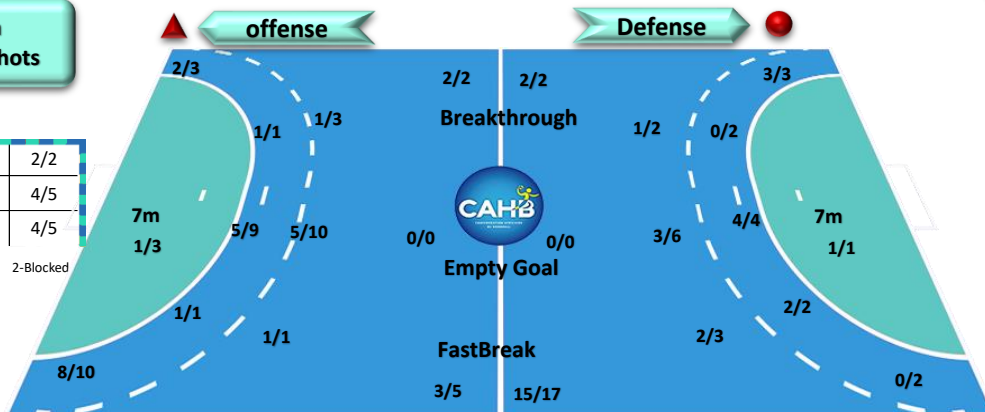 hots
offense
Defense
2/3
2/2
2/2
3/3
1/1
1/3
Breakthrough
1/2
0/2
2/2
4/5
4/5
2-Blocked
7m
1/3
5/9
5/10
0/0
CAHB
0/0
3/6
4/4
7m
1/1
Empty Goal
1/1
1/1
2/2
2/3
FastBreak
8/10
3/5
15/17
0/2